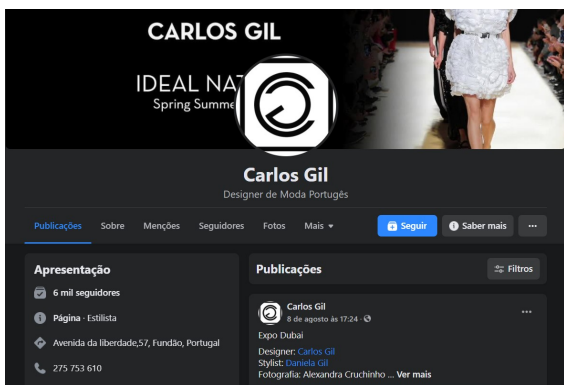 CARLOS GIL
IDEAL NAT
Spring Summe
Carlos Gil
Designer de Moda Portugês
Publicações Sobre Menções Seguidores Fotos Mais Seguir Saber mais ...
Apresentação
6 mil seguidores
Página · Estilista
Avenida da liberdade,57, Fundão, Portugal
275 753 610
Publicações Filtros
Carlos Gil
8 de agosto às 17:24 ·
Expo Dubai
Designer: Carlos Gil
Stylist: Daniela Gil
Fotografia: Alexandra Cruchinho ... Ver mais